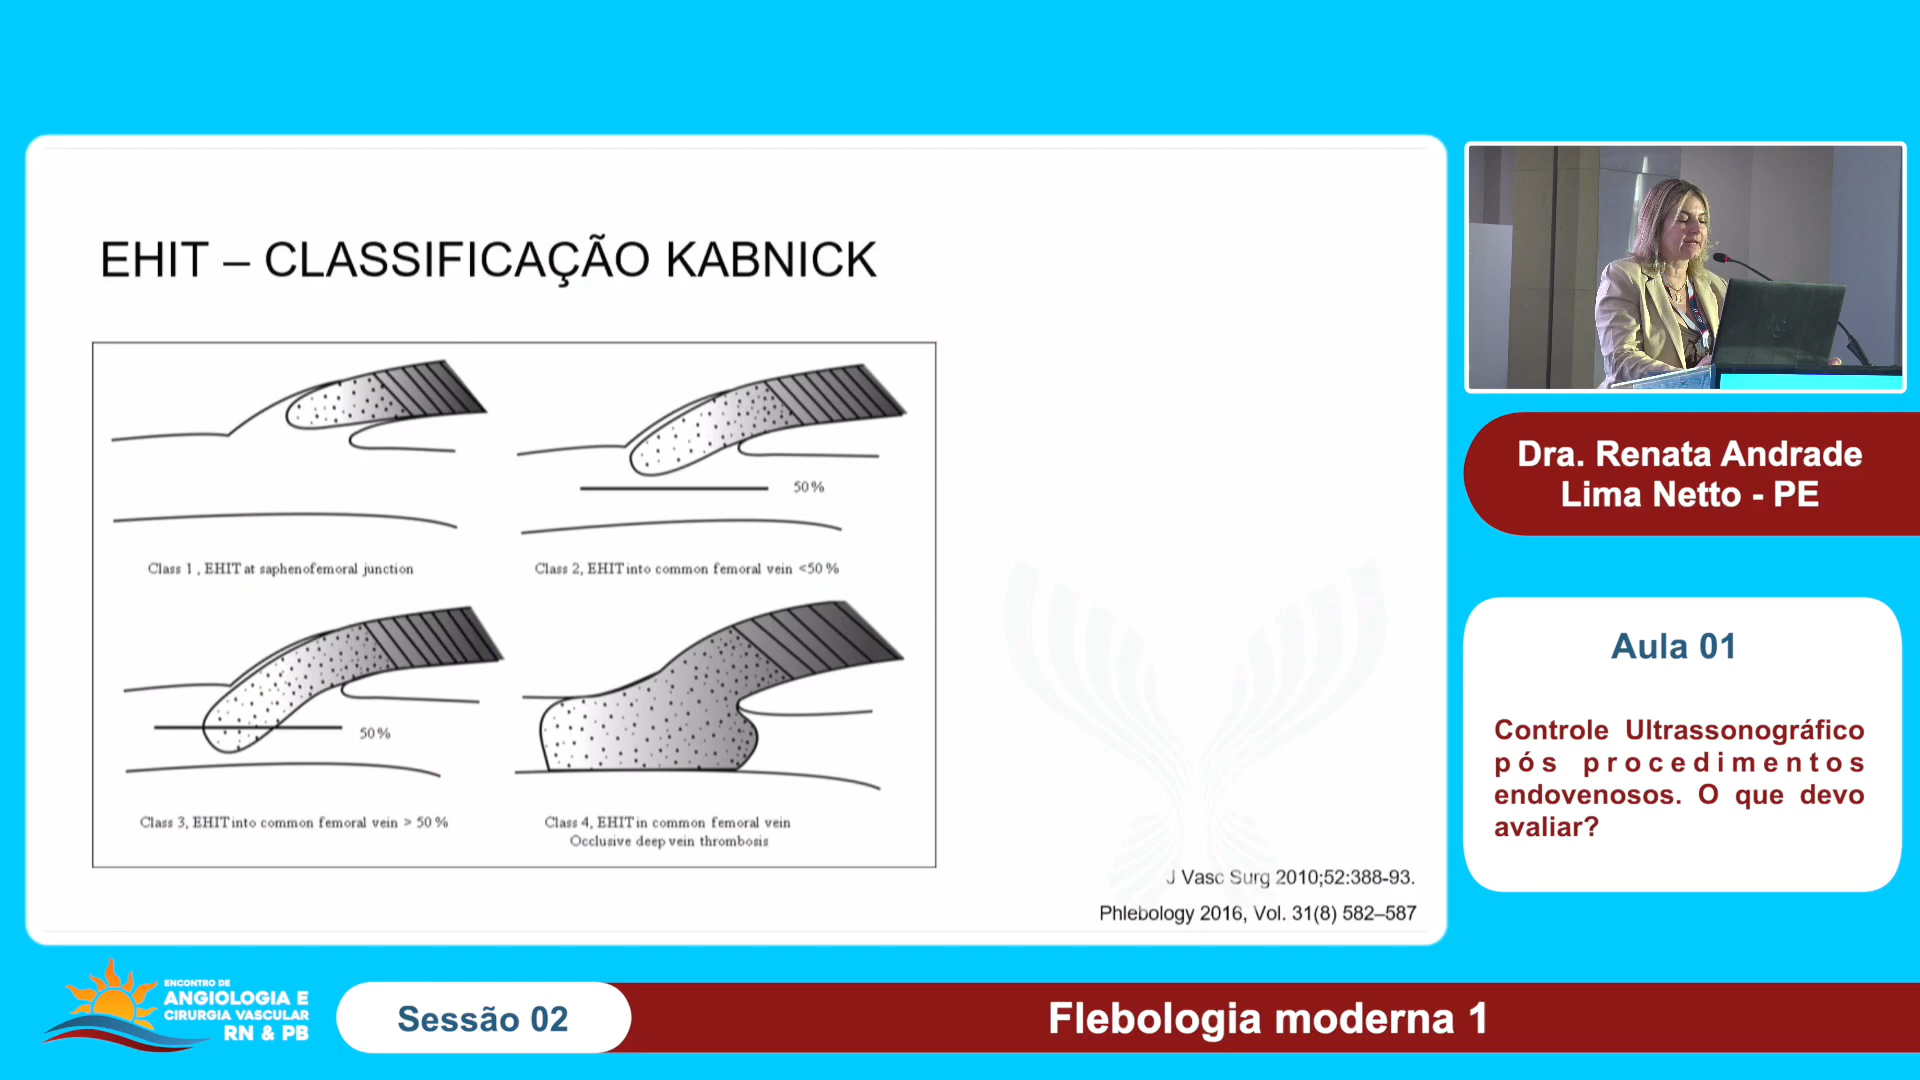 EHIT – CLASSIFICAÇÃO KABNICK
50%
Class 1 , EHIT at saphenofemoral junction
Class 2, EHIT into common femoral vein <50 %
50%
Class 3, EHIT into common femoral vein > 50 %
Class 4, EHIT in common femoral vein
Occlusive deep vein thrombosis
J Vasc Surg 2010;52:388-93.
Phlebology 2016, Vol. 31(8) 582–587
Dra. Renata Andrade
Lima Netto - PE
Aula 01
Controle Ultrassonográfico
pós procedimentos
endovenosos. O que devo
avaliar?
ENCONTRO DE
ANGIOLOGIA E
CIRURGIA VASCULAR
RN & PB
Sessão 02
Flebologia moderna 1